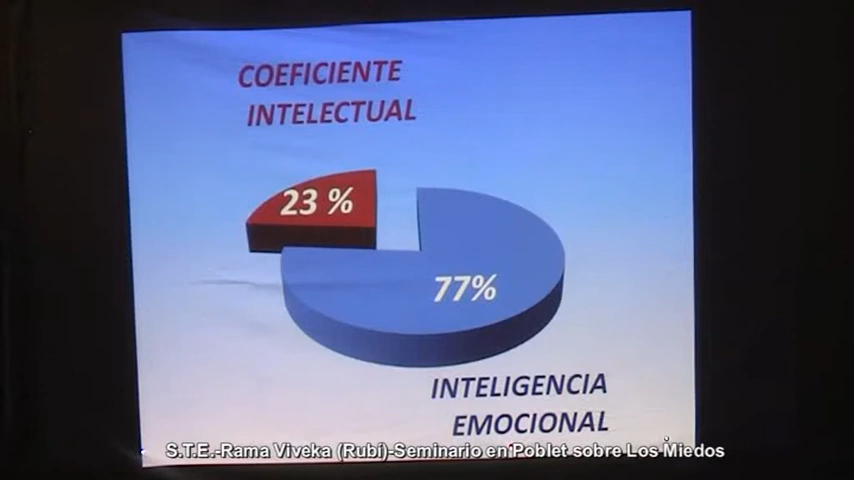 COEFICIENTE
INTELECTUAL
23 %
77%
INTELIGENCIA
EMOCIONAL
S.T.E.-Rama Viveka (Rubí)-Seminario en Poblet sobre Los Miedos